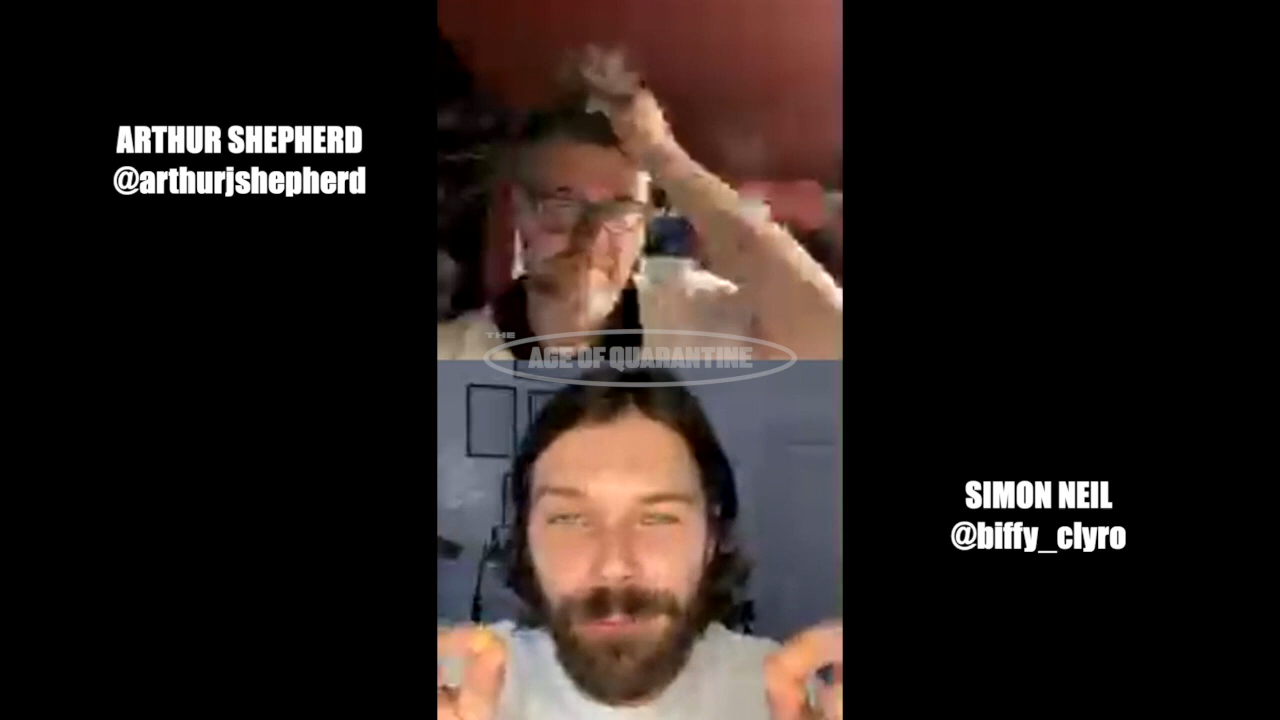 ARTHUR SHEPHERD
@arthurjshepherd
THE
AGE OF QUARANTINE
SIMON NEIL
@biffy_clyro